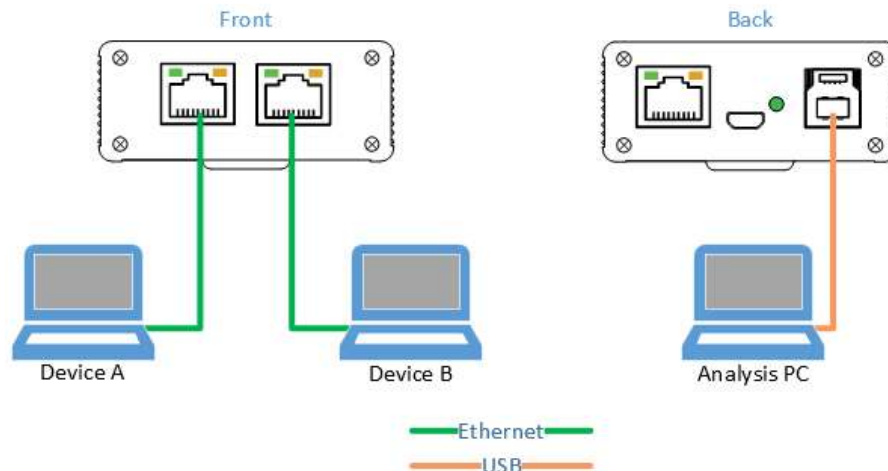 Front
Back
Device A
Device B
Analysis PC
Ethernet
USB